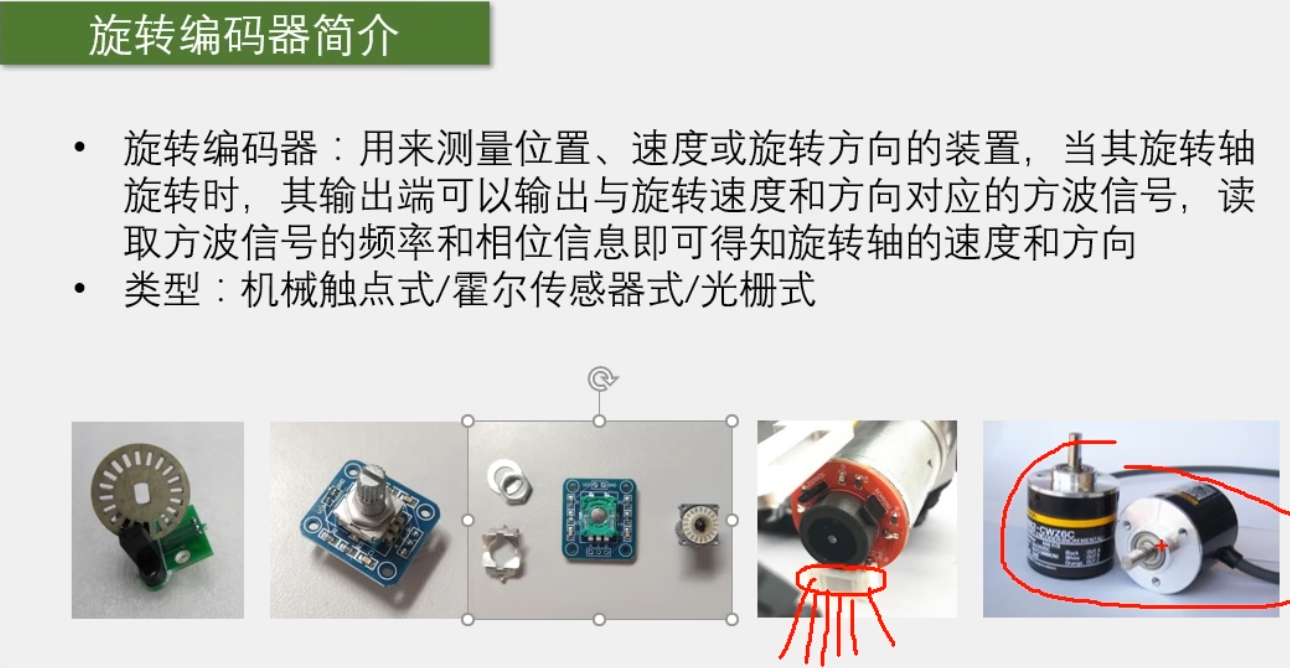 旋转编码器简介
• 旋转编码器：用来测量位置、速度或旋转方向的装置，当其旋转轴
旋转时，其输出端可以输出与旋转速度和方向对应的方波信号，读
取方波信号的频率和相位信息即可得知旋转轴的速度和方向
• 类型：机械触点式/霍尔传感器式/光栅式
-CWZ6C